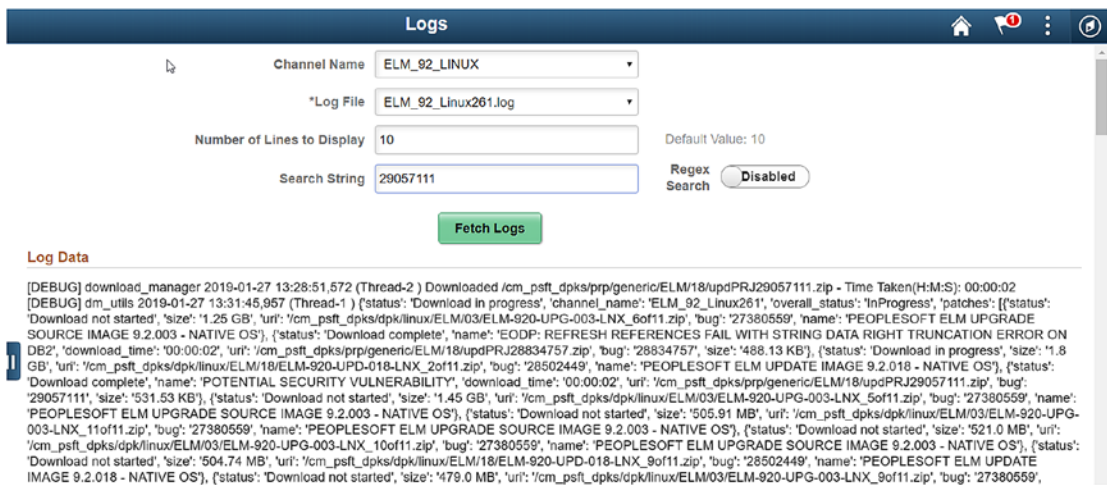 Logs
1
Channel Name ELM_92_LINUX
*Log File ELM_92_Linux261.log
Number of Lines to Display 10 Default Value: 10
Search String 29057111 Regex Search Disabled
Fetch Logs
Log Data
[DEBUG] download_manager 2019-01-27 13:28:51,572 (Thread-2 ) Downloaded /cm_psft_dpks/prp/generic/ELM/18/updPRJ29057111.zip - Time Taken(H:M:S): 00:00:02
[DEBUG] dm_utils 2019-01-27 13:31:45,957 (Thread-1 ) {'status': 'Download in progress', 'channel_name': 'ELM_92_Linux261', 'overall_status': 'InProgress', 'patches': [{'status':
'Download not started', 'size': '1.25 GB', 'uri': '/cm_psft_dpks/dpk/linux/ELM/03/ELM-920-UPG-003-LNX_6of11.zip', 'bug': '27380559', 'name': 'PEOPLESOFT ELM UPGRADE
SOURCE IMAGE 9.2.003 - NATIVE OS'}, {'status': 'Download complete', 'name': 'EODP: REFRESH REFERENCES FAIL WITH STRING DATA RIGHT TRUNCATION ERROR ON
DB2', 'download_time': '00:00:02', 'uri': '/cm_psft_dpks/prp/generic/ELM/18/updPRJ28834757.zip', 'bug': '28834757', 'size': '488.13 KB'}, {'status': 'Download in progress', 'size': '1.8
GB', 'uri': '/cm_psft_dpks/dpk/linux/ELM/18/ELM-920-UPD-018-LNX_2of11.zip', 'bug': '28502449', 'name': 'PEOPLESOFT ELM UPDATE IMAGE 9.2.018 - NATIVE OS'}, {'status':
'Download complete', 'name': 'POTENTIAL SECURITY VULNERABILITY', 'download_time': '00:00:02', 'uri': '/cm_psft_dpks/prp/generic/ELM/18/updPRJ29057111.zip', 'bug':
'29057111', 'size': '531.53 KB'}, {'status': 'Download not started', 'size': '1.45 GB', 'uri': '/cm_psft_dpks/dpk/linux/ELM/03/ELM-920-UPG-003-LNX_5of11.zip', 'bug': '27380559', 'name':
'PEOPLESOFT ELM UPGRADE SOURCE IMAGE 9.2.003 - NATIVE OS'}, {'status': 'Download not started', 'size': '505.91 MB', 'uri': '/cm_psft_dpks/dpk/linux/ELM/03/ELM-920-UPG-
003-LNX_11of11.zip', 'bug': '27380559', 'name': 'PEOPLESOFT ELM UPGRADE SOURCE IMAGE 9.2.003 - NATIVE OS'}, {'status': 'Download not started', 'size': '521.0 MB', 'uri':
'/cm_psft_dpks/dpk/linux/ELM/03/ELM-920-UPG-003-LNX_10of11.zip', 'bug': '27380559', 'name': 'PEOPLESOFT ELM UPGRADE SOURCE IMAGE 9.2.003 - NATIVE OS'}, {'status':
'Download not started', 'size': '504.74 MB', 'uri': '/cm_psft_dpks/dpk/linux/ELM/18/ELM-920-UPD-018-LNX_9of11.zip', 'bug': '28502449', 'name': 'PEOPLESOFT ELM UPDATE
IMAGE 9.2.018 - NATIVE OS'}, {'status': 'Download not started', 'size': '479.0 MB', 'uri': '/cm_psft_dpks/dpk/linux/ELM/03/ELM-920-UPG-003-LNX_9of11.zip', 'bug': '27380559',